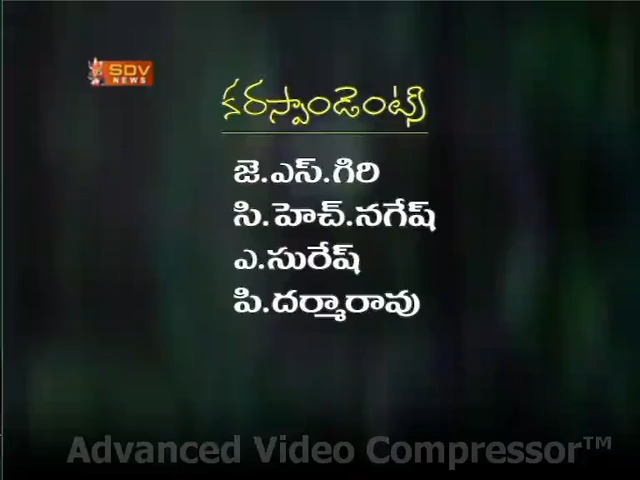 SDV
NEWS
కరస్పాండెంట్స్
జె.ఎస్.గిరి
సి.హెచ్.నగేష్
ఎ.సురేష్
పి.దర్మారావు
Advanced Video Compressor™